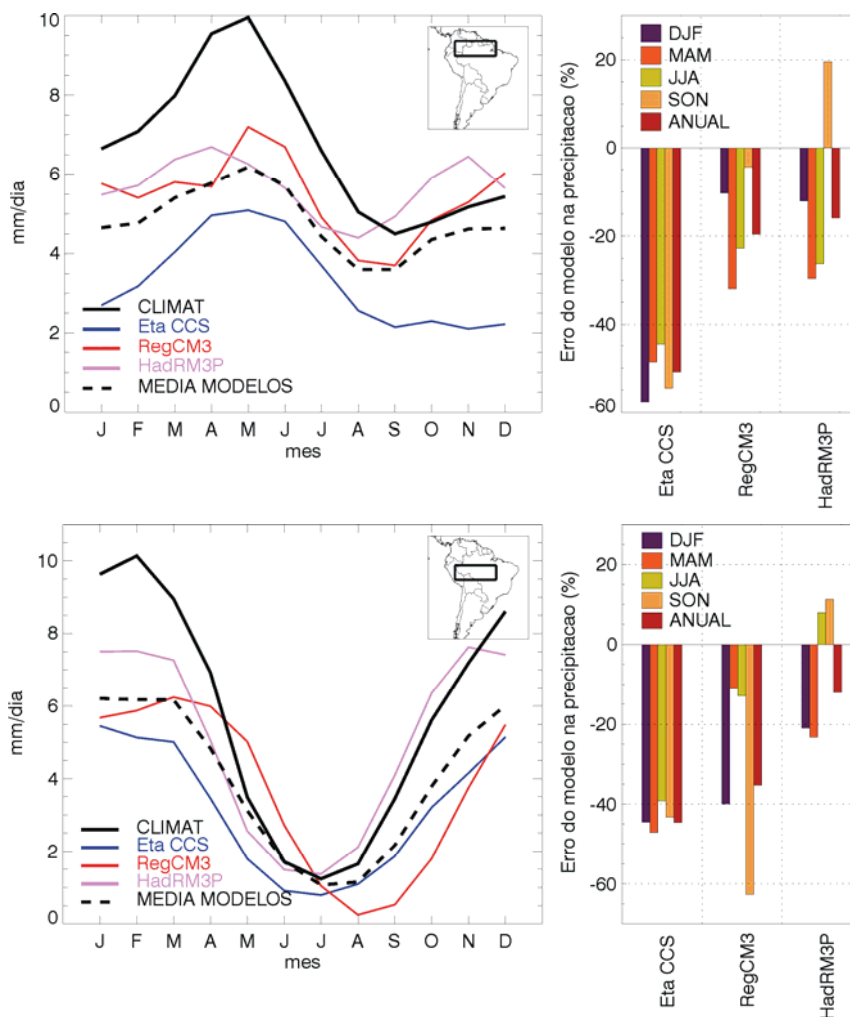 10
8
6
4
2
0
mm/dia
CLIMAT
Eta CCS
RegCM3
HadRM3P
MEDIA MODELOS
J F M A M J J A S O N D
mes
20
0
-20
-40
-60
Erro do modelo na precipitacao (%)
DJF
MAM
JJA
SON
ANUAL
Eta CCS
RegCM3
HadRM3P
10
8
6
4
2
0
mm/dia
CLIMAT
Eta CCS
RegCM3
HadRM3P
MEDIA MODELOS
J F M A M J J A S O N D
mes
20
0
-20
-40
-60
Erro do modelo na precipitacao (%)
DJF
MAM
JJA
SON
ANUAL
Eta CCS
RegCM3
HadRM3P